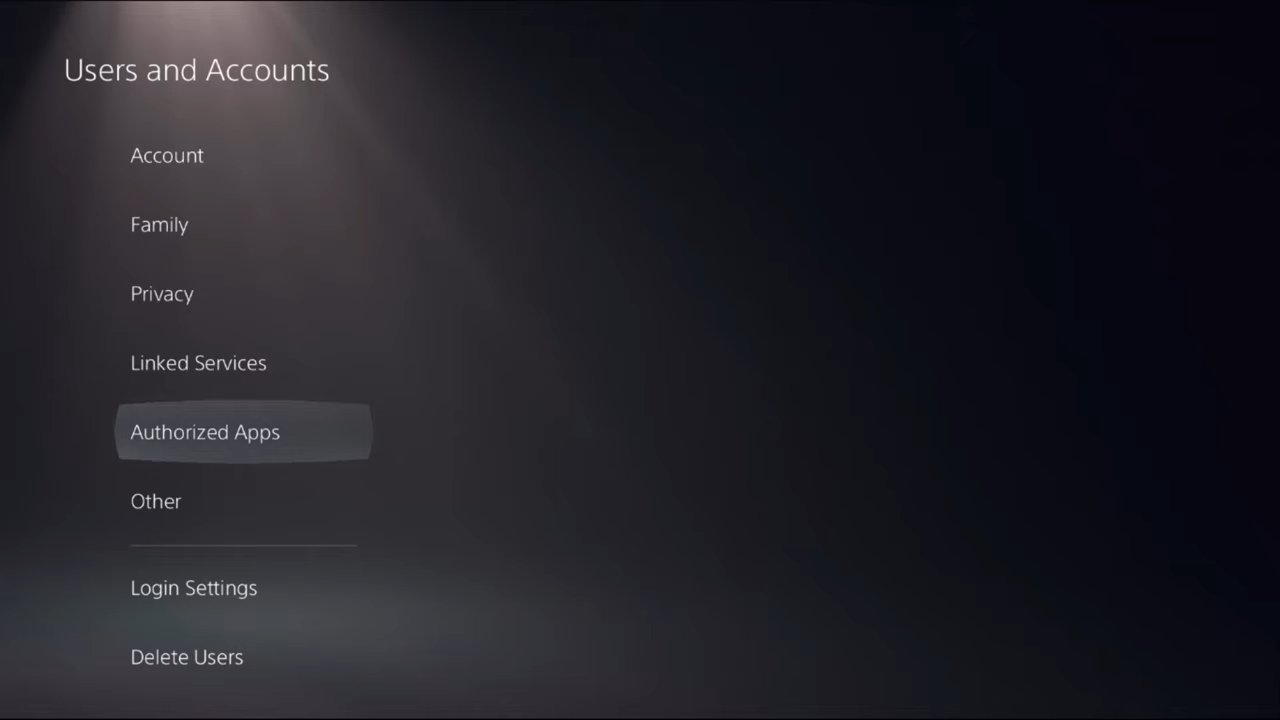 Users and Accounts
Account
Family
Privacy
Linked Services
Authorized Apps
Other
Login Settings
Delete Users